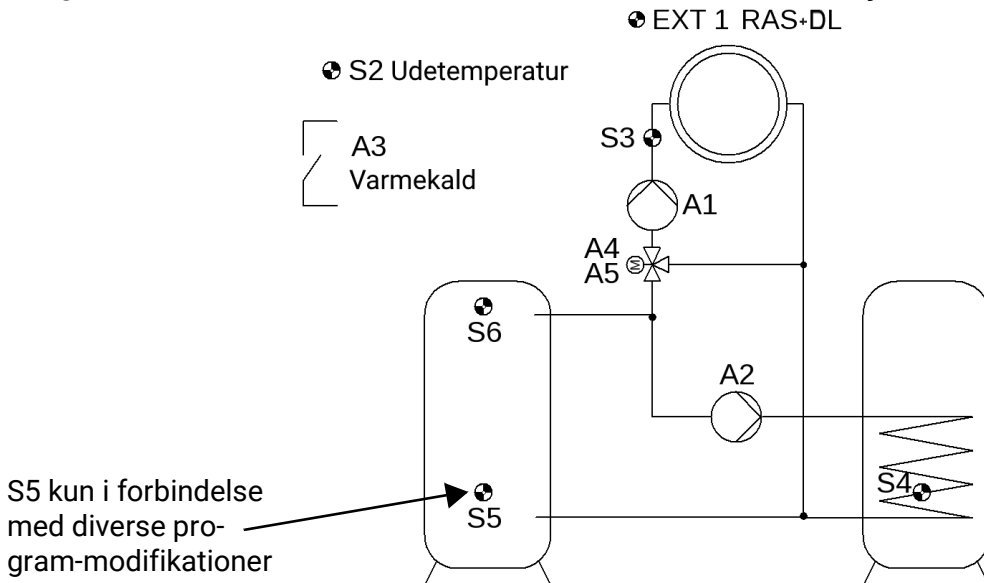 EXT 1 RAS+DL
S2 Udetemperatur
S3
A3
Varmekald
A1
A4
A5
M
S6
S6
A2
S4
S5 kun i forbindelse
med diverse pro-
gram-modifikationer
S5